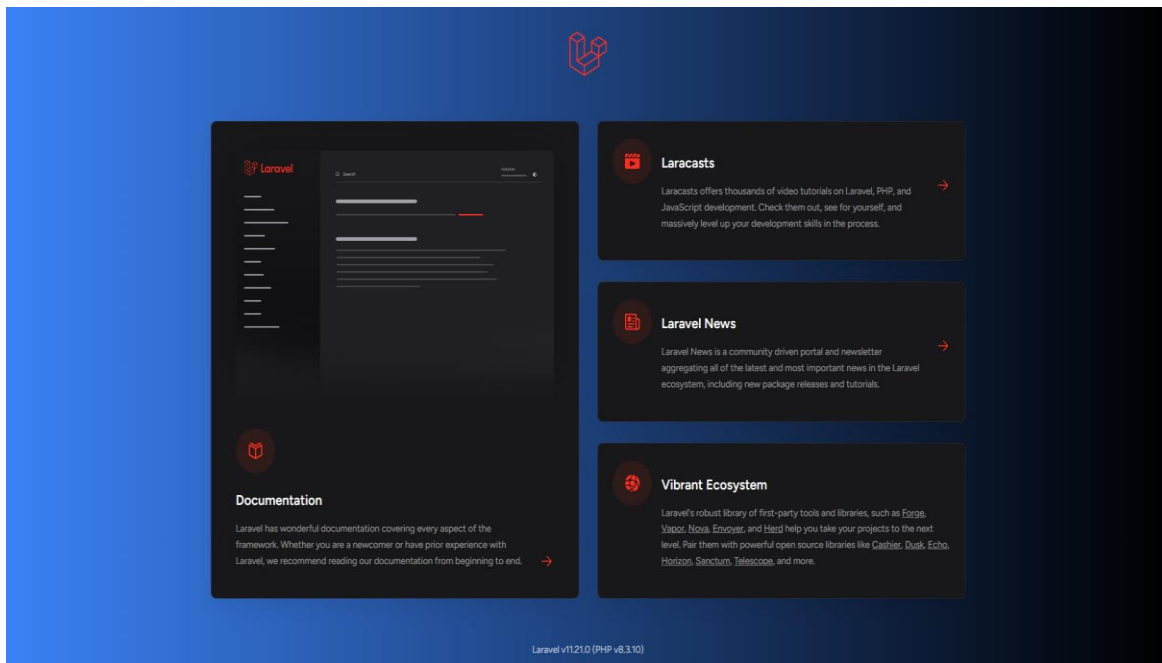 Laravel
Search
Documentation
Laravel has wonderful documentation covering every aspect of the
framework. Whether you are a newcomer or have prior experience with
Laravel, we recommend reading our documentation from beginning to end.
Laracasts
Laracasts offers thousands of video tutorials on Laravel, PHP, and
JavaScript development. Check them out, see for yourself, and
massively level up your development skills in the process.
Laravel News
Laravel News is a community driven portal and newsletter
aggregating all of the latest and most important news in the Laravel
ecosystem, including new package releases and tutorials.
Vibrant Ecosystem
Laravel's robust library of first-party tools and libraries, such as Forge,
Vapor, Nova, Envoyer, and Herd help you take your projects to the next
level. Pair them with powerful open source libraries like Cashier, Dusk, Echo,
Horizon, Sanctum, Telescope, and more.
Laravel v11.21.0 (PHP v8.3.10)